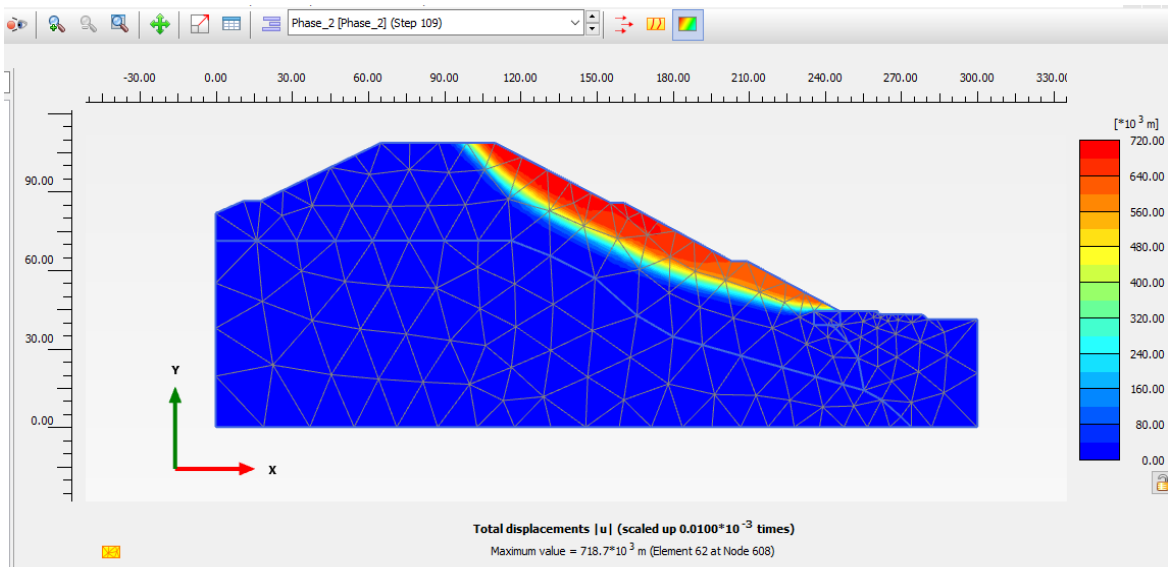 Phase_2 [Phase_2] (Step 109)
-30.00 0.00 30.00 60.00 90.00 120.00 150.00 180.00 210.00 240.00 270.00 300.00 330.0
[*10³ m]
720.00
640.00
560.00
480.00
400.00
320.00
240.00
160.00
80.00
0.00
90.00
60.00
30.00
0.00
Y
X
Total displacements |u| (scaled up 0.0100*10⁻³ times)
Maximum value = 718.7*10³ m (Element 62 at Node 608)